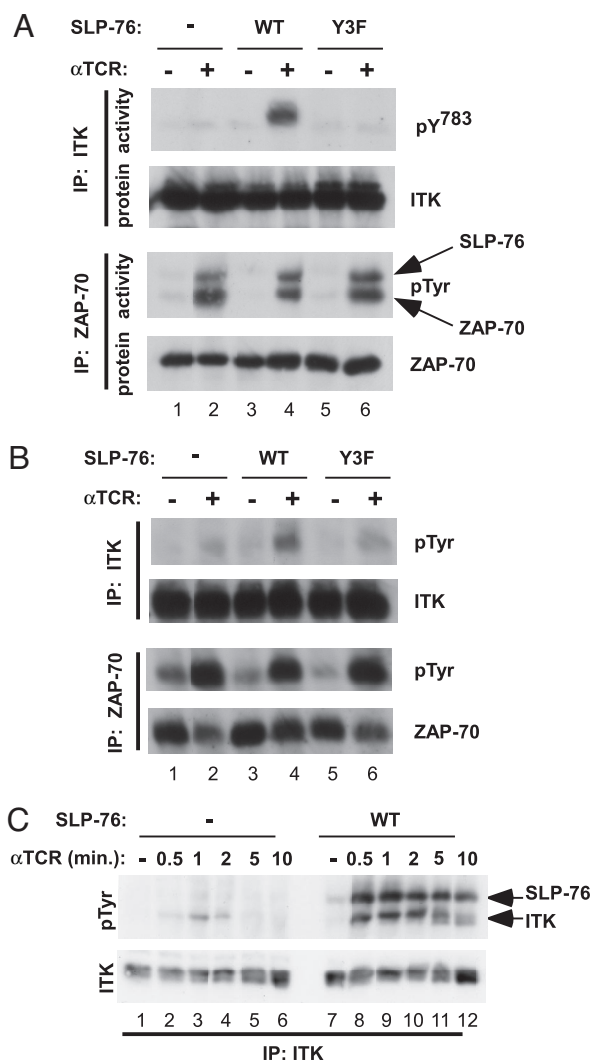 A
SLP-76: - WT Y3F
αTCR: - + - + - +
IP: ITK
activity
pY783
protein
ITK
IP: ZAP-70
activity
SLP-76
pTyr
ZAP-70
protein
ZAP-70
1 2 3 4 5 6
B
SLP-76: - WT Y3F
αTCR: - + - + - +
IP: ITK
pTyr
ITK
IP: ZAP-70
pTyr
ZAP-70
1 2 3 4 5 6
C
SLP-76: - WT
αTCR (min.): - 0.5 1 2 5 10 - 0.5 1 2 5 10
pTyr
SLP-76
ITK
ITK
1 2 3 4 5 6 7 8 9 10 11 12
IP: ITK